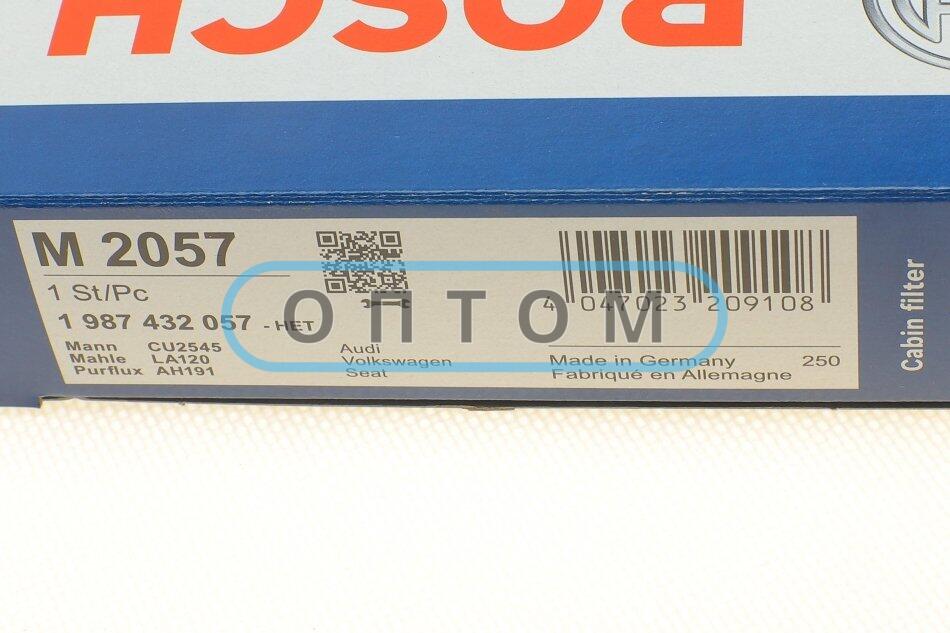 BOSCH
M 2057
1 St/Pc
1 987 432 057 - HET
Mann CU2545
Mahle LA120
Purflux AH191
Audi
Volkswagen
Seat
4 047023 209108
Made in Germany 250
Fabriqué en Allemagne
Cabin filter
ОПТОМ